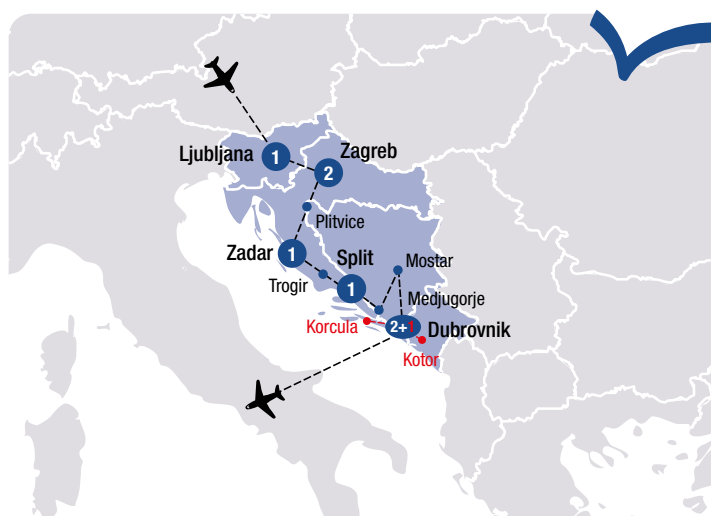 Ljubljana
1
Zagreb
2
Plitvice
Zadar
1
Split
1
Trogir
Mostar
Medjugorje
Korcula
2+1
Dubrovnik
Kotor